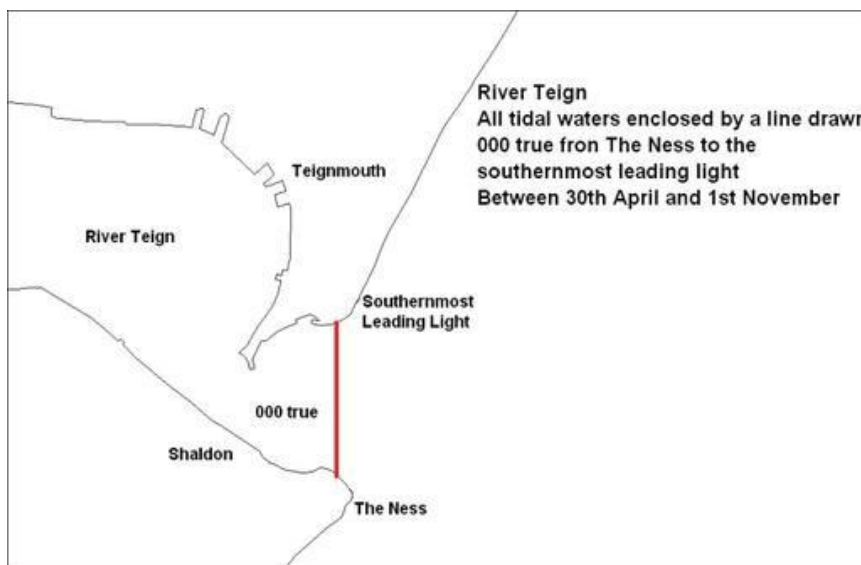 River Teign
All tidal waters enclosed by a line drawn
000 true fron The Ness to the
southernmost leading light
Between 30th April and 1st November
Teignmouth
River Teign
Southernmost
Leading Light
000 true
Shaldon
The Ness